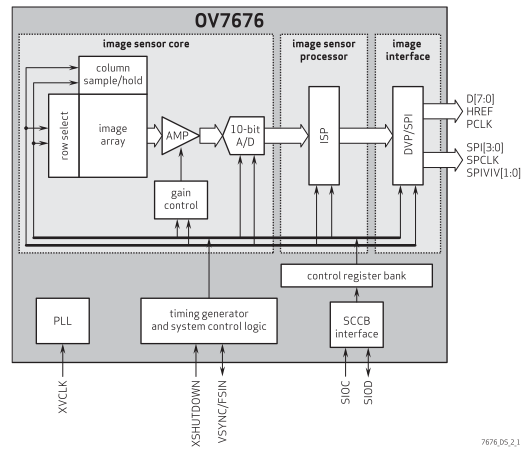 OV7676
image sensor core
image sensor
processor
image
interface
column
sample/hold
row select
image
array
AMP
10-bit
A/D
ISP
DVP/SPI
D[7:0]
HREF
PCLK
SPI[3:0]
SPCLK
SPIVIV[1:0]
gain
control
control register bank
PLL
timing generator
and system control logic
SCCB
interface
XVCLK
XSHUTDOWN
VSYNC/FSIN
SIOC
SIOD
7676_DS_2_1